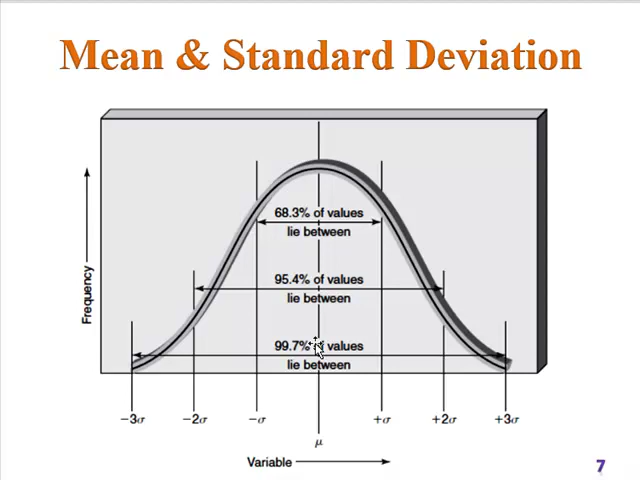 Mean & Standard Deviation
68.3% of values
lie between
95.4% of values
lie between
99.7% of values
lie between
Frequency
−3σ −2σ −σ +σ +2σ +3σ
μ
Variable
7